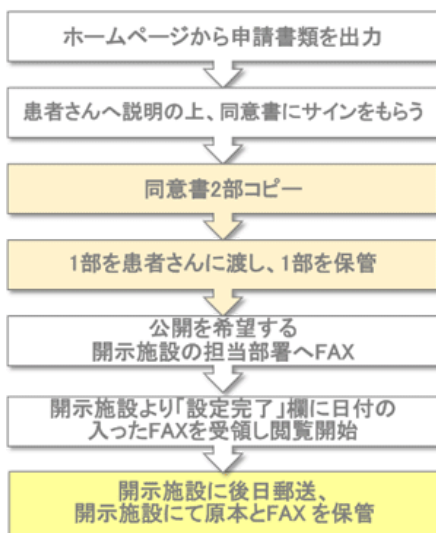 ホームページから申請書類を出力
患者さんへ説明の上、同意書にサインをもらう
同意書2部コピー
1部を患者さんに渡し、1部を保管
公開を希望する
開示施設の担当部署へFAX
開示施設より「設定完了」欄に日付の
入ったFAXを受領し閲覧開始
開示施設に後日郵送、
開示施設にて原本とFAX を保管